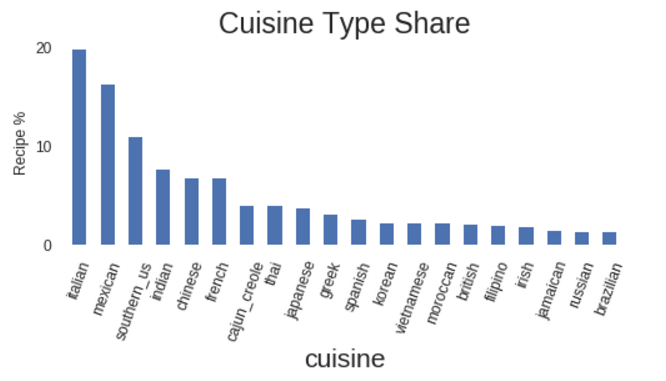 Cuisine Type Share
20
10
0
Recipe %
italian
mexican
southern_us
indian
chinese
french
cajun_creole
thai
japanese
greek
spanish
korean
vietnamese
moroccan
british
filipino
irish
jamaican
russian
brazilian
cuisine